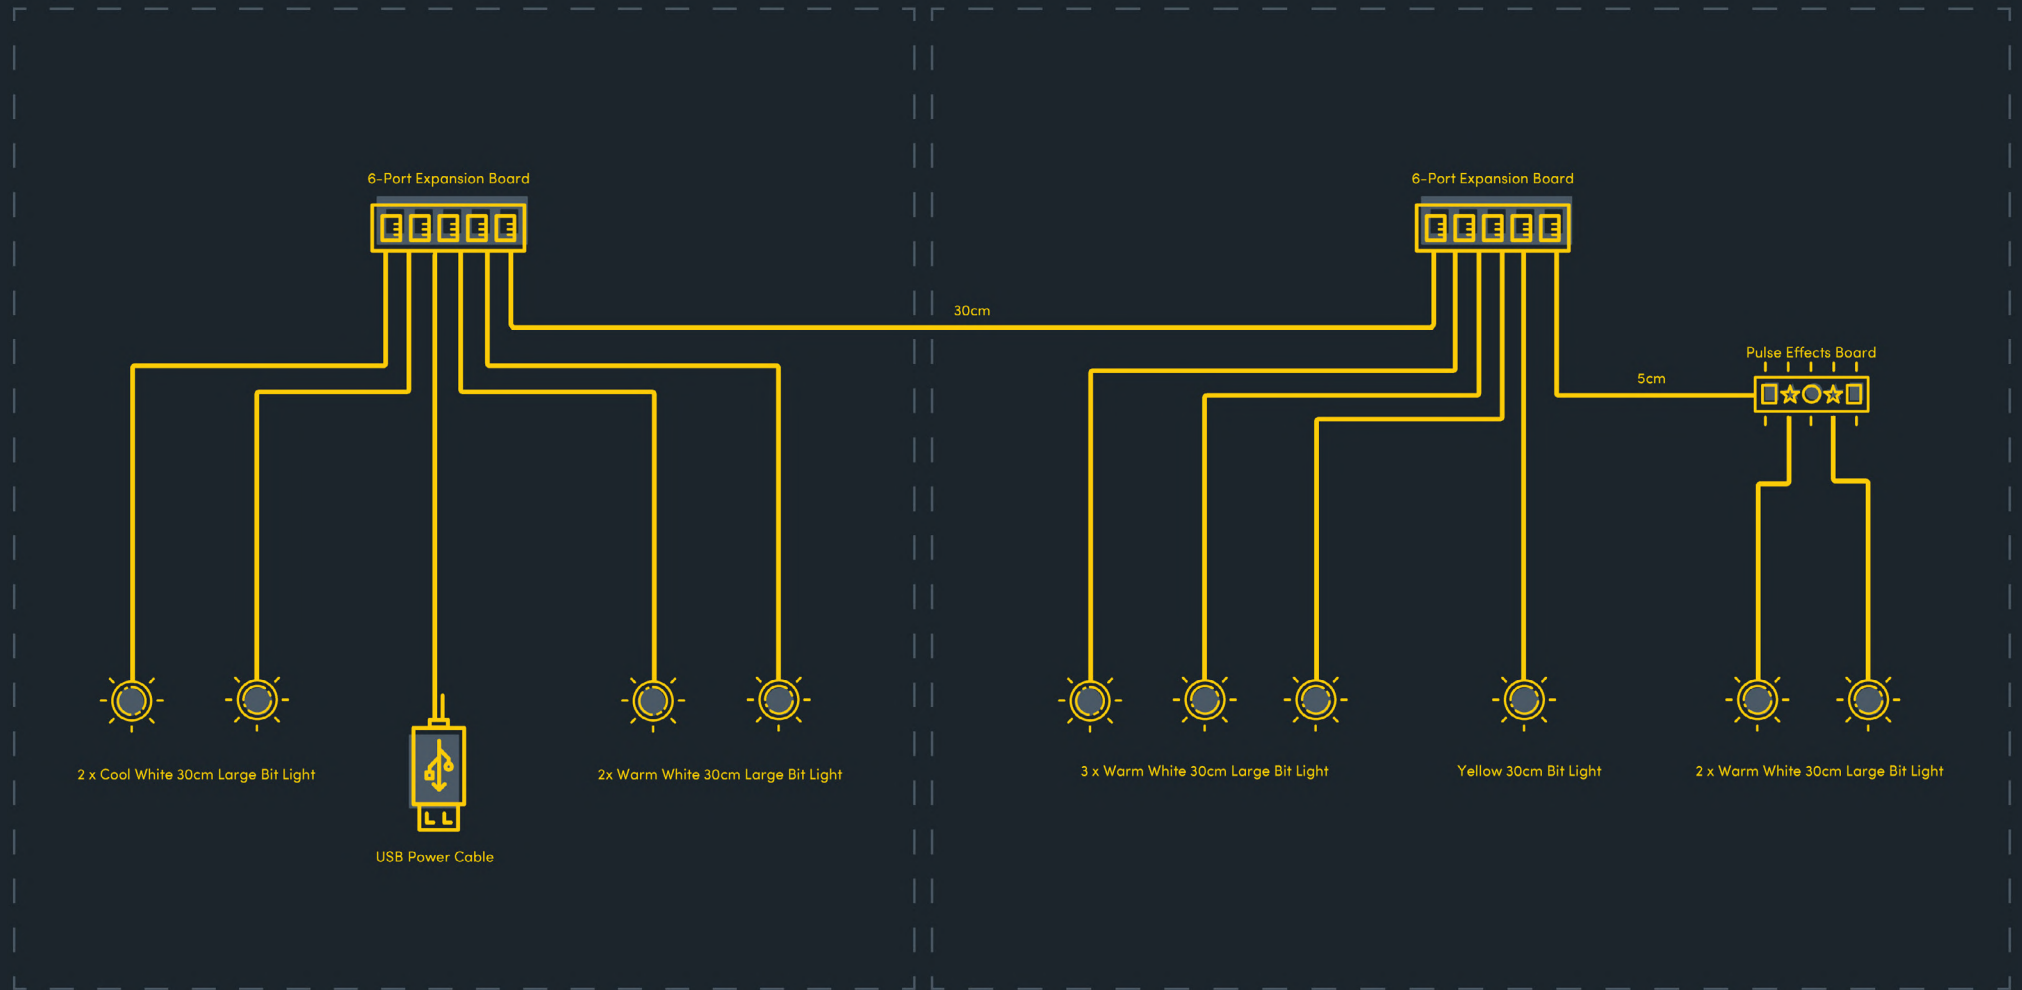 6-Port Expansion Board
6-Port Expansion Board
30cm
Pulse Effects Board
5cm
2 x Cool White 30cm Large Bit Light
2x Warm White 30cm Large Bit Light
3 x Warm White 30cm Large Bit Light
Yellow 30cm Bit Light
2 x Warm White 30cm Large Bit Light
USB Power Cable